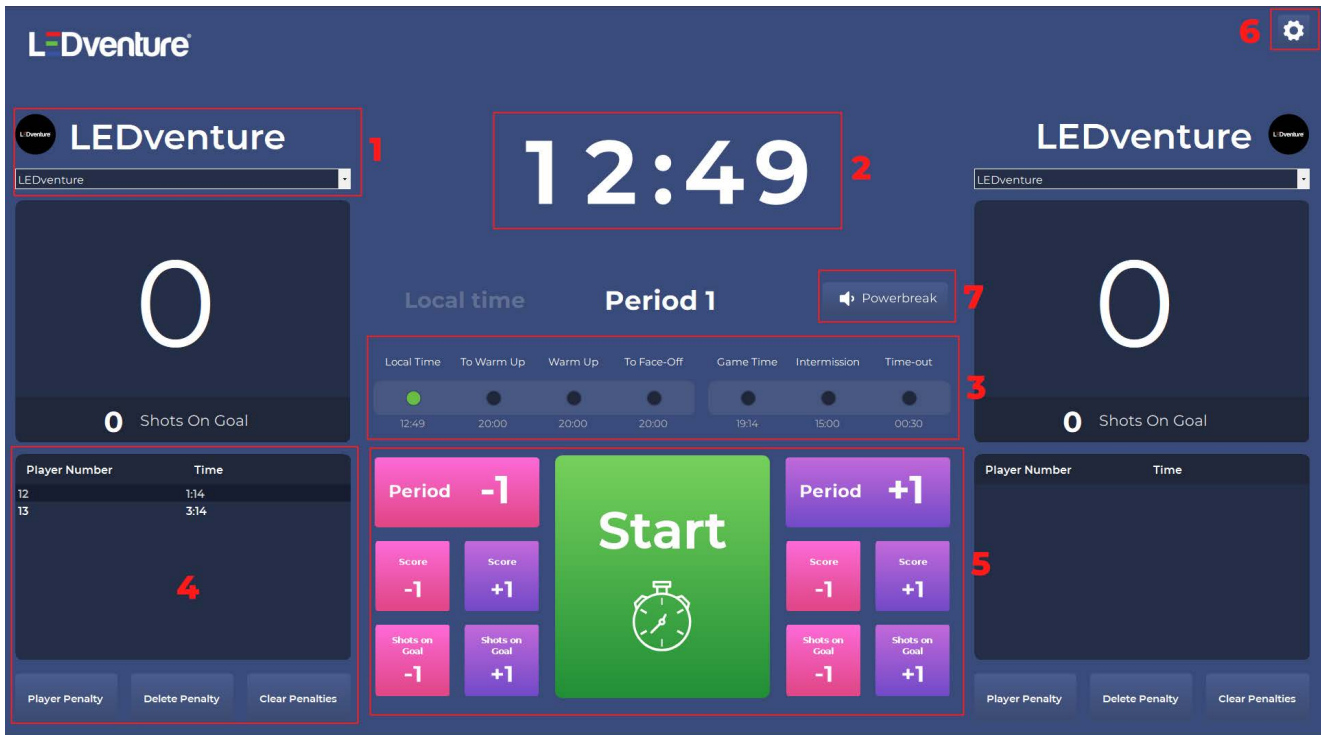 LEDventure
6
LEDventure
LEDventure
1
LEDventure
12:49
2
LEDventure
LEDventure
LEDventure
0
Shots On Goal
0
Local time
Period 1
Powerbreak
7
Local Time To Warm Up Warm Up To Face-Off Game Time Intermission Time-out
12:49 20:00 20:00 20:00 19:14 15:00 00:30
3
0
0 Shots On Goal
Player Number Time
12 1:14
13 3:14
4
Player Penalty Delete Penalty Clear Penalties
Period -1
Start
Period +1
Score
-1
Score
+1
Score
-1
Score
+1
Shots on
Goal
-1
Shots on
Goal
+1
Shots on
Goal
-1
Shots on
Goal
+1
5
Player Number Time
Player Penalty Delete Penalty Clear Penalties